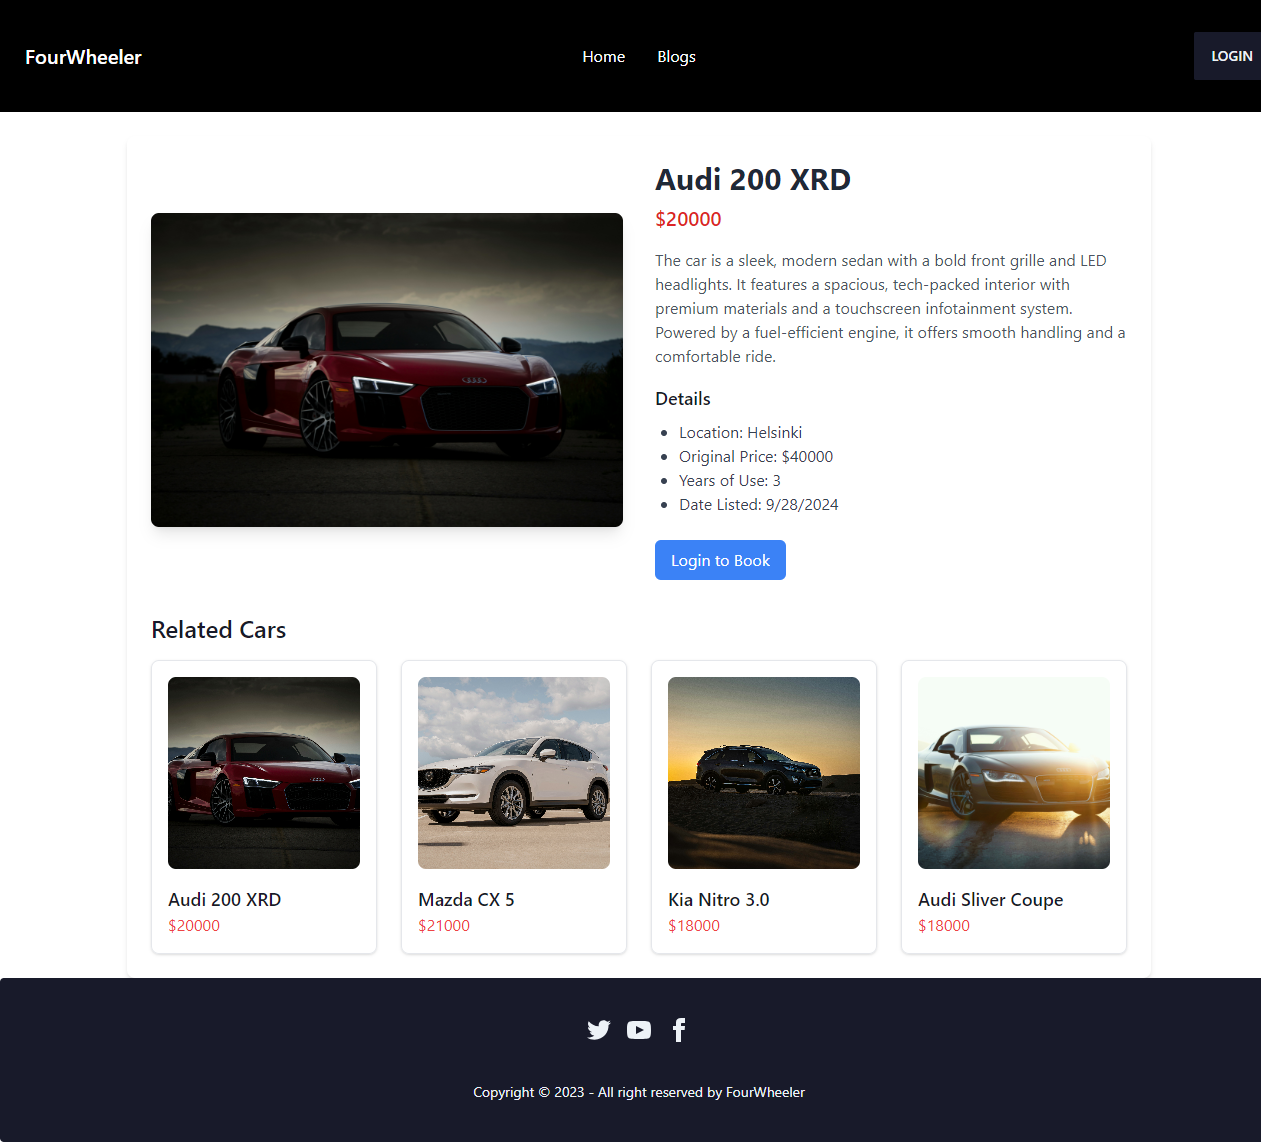 FourWheeler
Home
Blogs
LOGIN
Audi 200 XRD
$20000
The car is a sleek, modern sedan with a bold front grille and LED
headlights. It features a spacious, tech-packed interior with
premium materials and a touchscreen infotainment system.
Powered by a fuel-efficient engine, it offers smooth handling and a
comfortable ride.
Details
Location: Helsinki
Original Price: $40000
Years of Use: 3
Date Listed: 9/28/2024
Login to Book
Related Cars
Audi 200 XRD
$20000
Mazda CX 5
$21000
Kia Nitro 3.0
$18000
Audi Sliver Coupe
$18000
Copyright © 2023 - All right reserved by FourWheeler